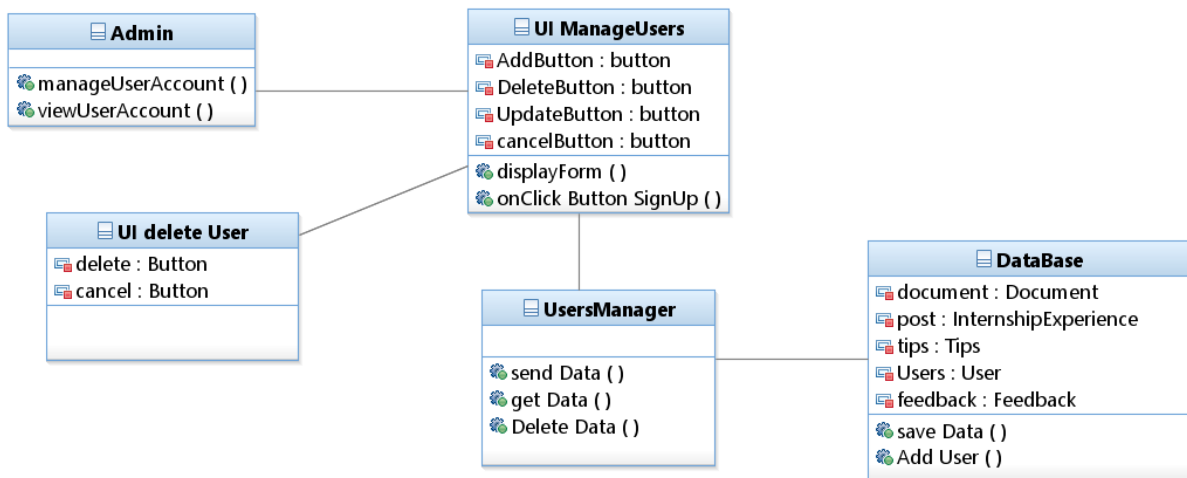 Admin
manageUserAccount ( )
viewUserAccount ( )
UI ManageUsers
AddButton : button
DeleteButton : button
UpdateButton : button
cancelButton : button
displayForm ( )
onClick Button SignUp ( )
UI delete User
delete : Button
cancel : Button
UsersManager
send Data ( )
get Data ( )
Delete Data ( )
DataBase
document : Document
post : InternshipExperience
tips : Tips
Users : User
feedback : Feedback
save Data ( )
Add User ( )